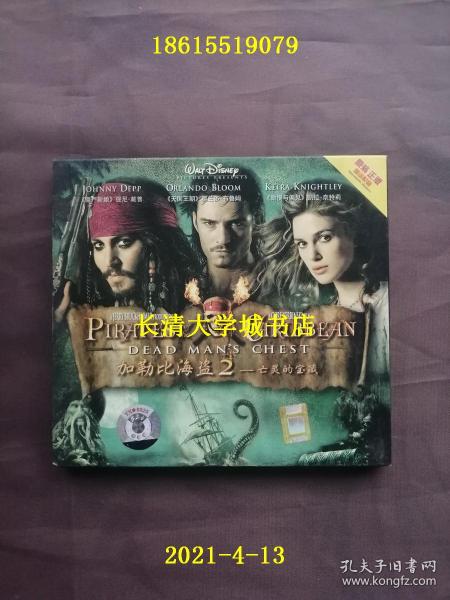 18615519079
WALT DISNEY
PICTURES PRESENTS
JOHNNY DEPP
ORLANDO BLOOM
KEIRA KNIGHTLEY
长清大学城书店
DEAD MAN'S CHEST
加勒比海盗2——亡灵的宝藏
2021-4-13
孔夫子旧书网
www.kongfz.com